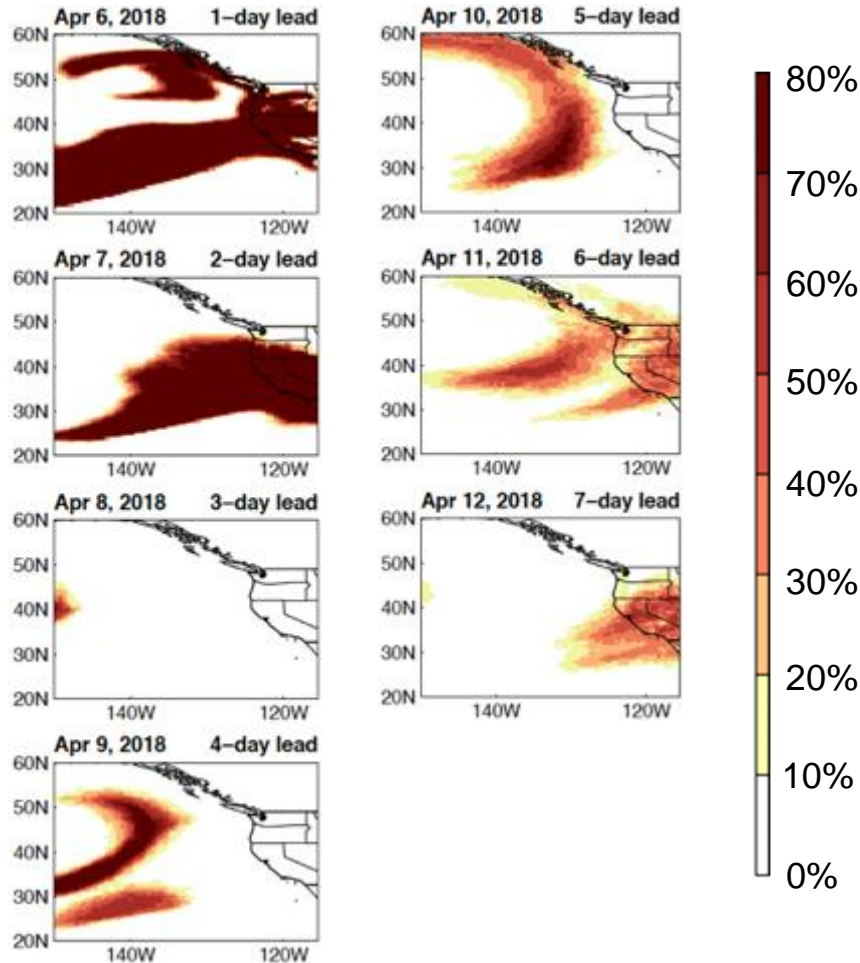 Apr 6, 2018 1-day lead
60N
50N
40N
30N
20N
140W 120W
Apr 7, 2018 2-day lead
60N
50N
40N
30N
20N
140W 120W
Apr 8, 2018 3-day lead
60N
50N
40N
30N
20N
140W 120W
Apr 9, 2018 4-day lead
60N
50N
40N
30N
20N
140W 120W
Apr 10, 2018 5-day lead
60N
50N
40N
30N
20N
140W 120W
Apr 11, 2018 6-day lead
60N
50N
40N
30N
20N
140W 120W
Apr 12, 2018 7-day lead
60N
50N
40N
30N
20N
140W 120W
80%
70%
60%
50%
40%
30%
20%
10%
0%